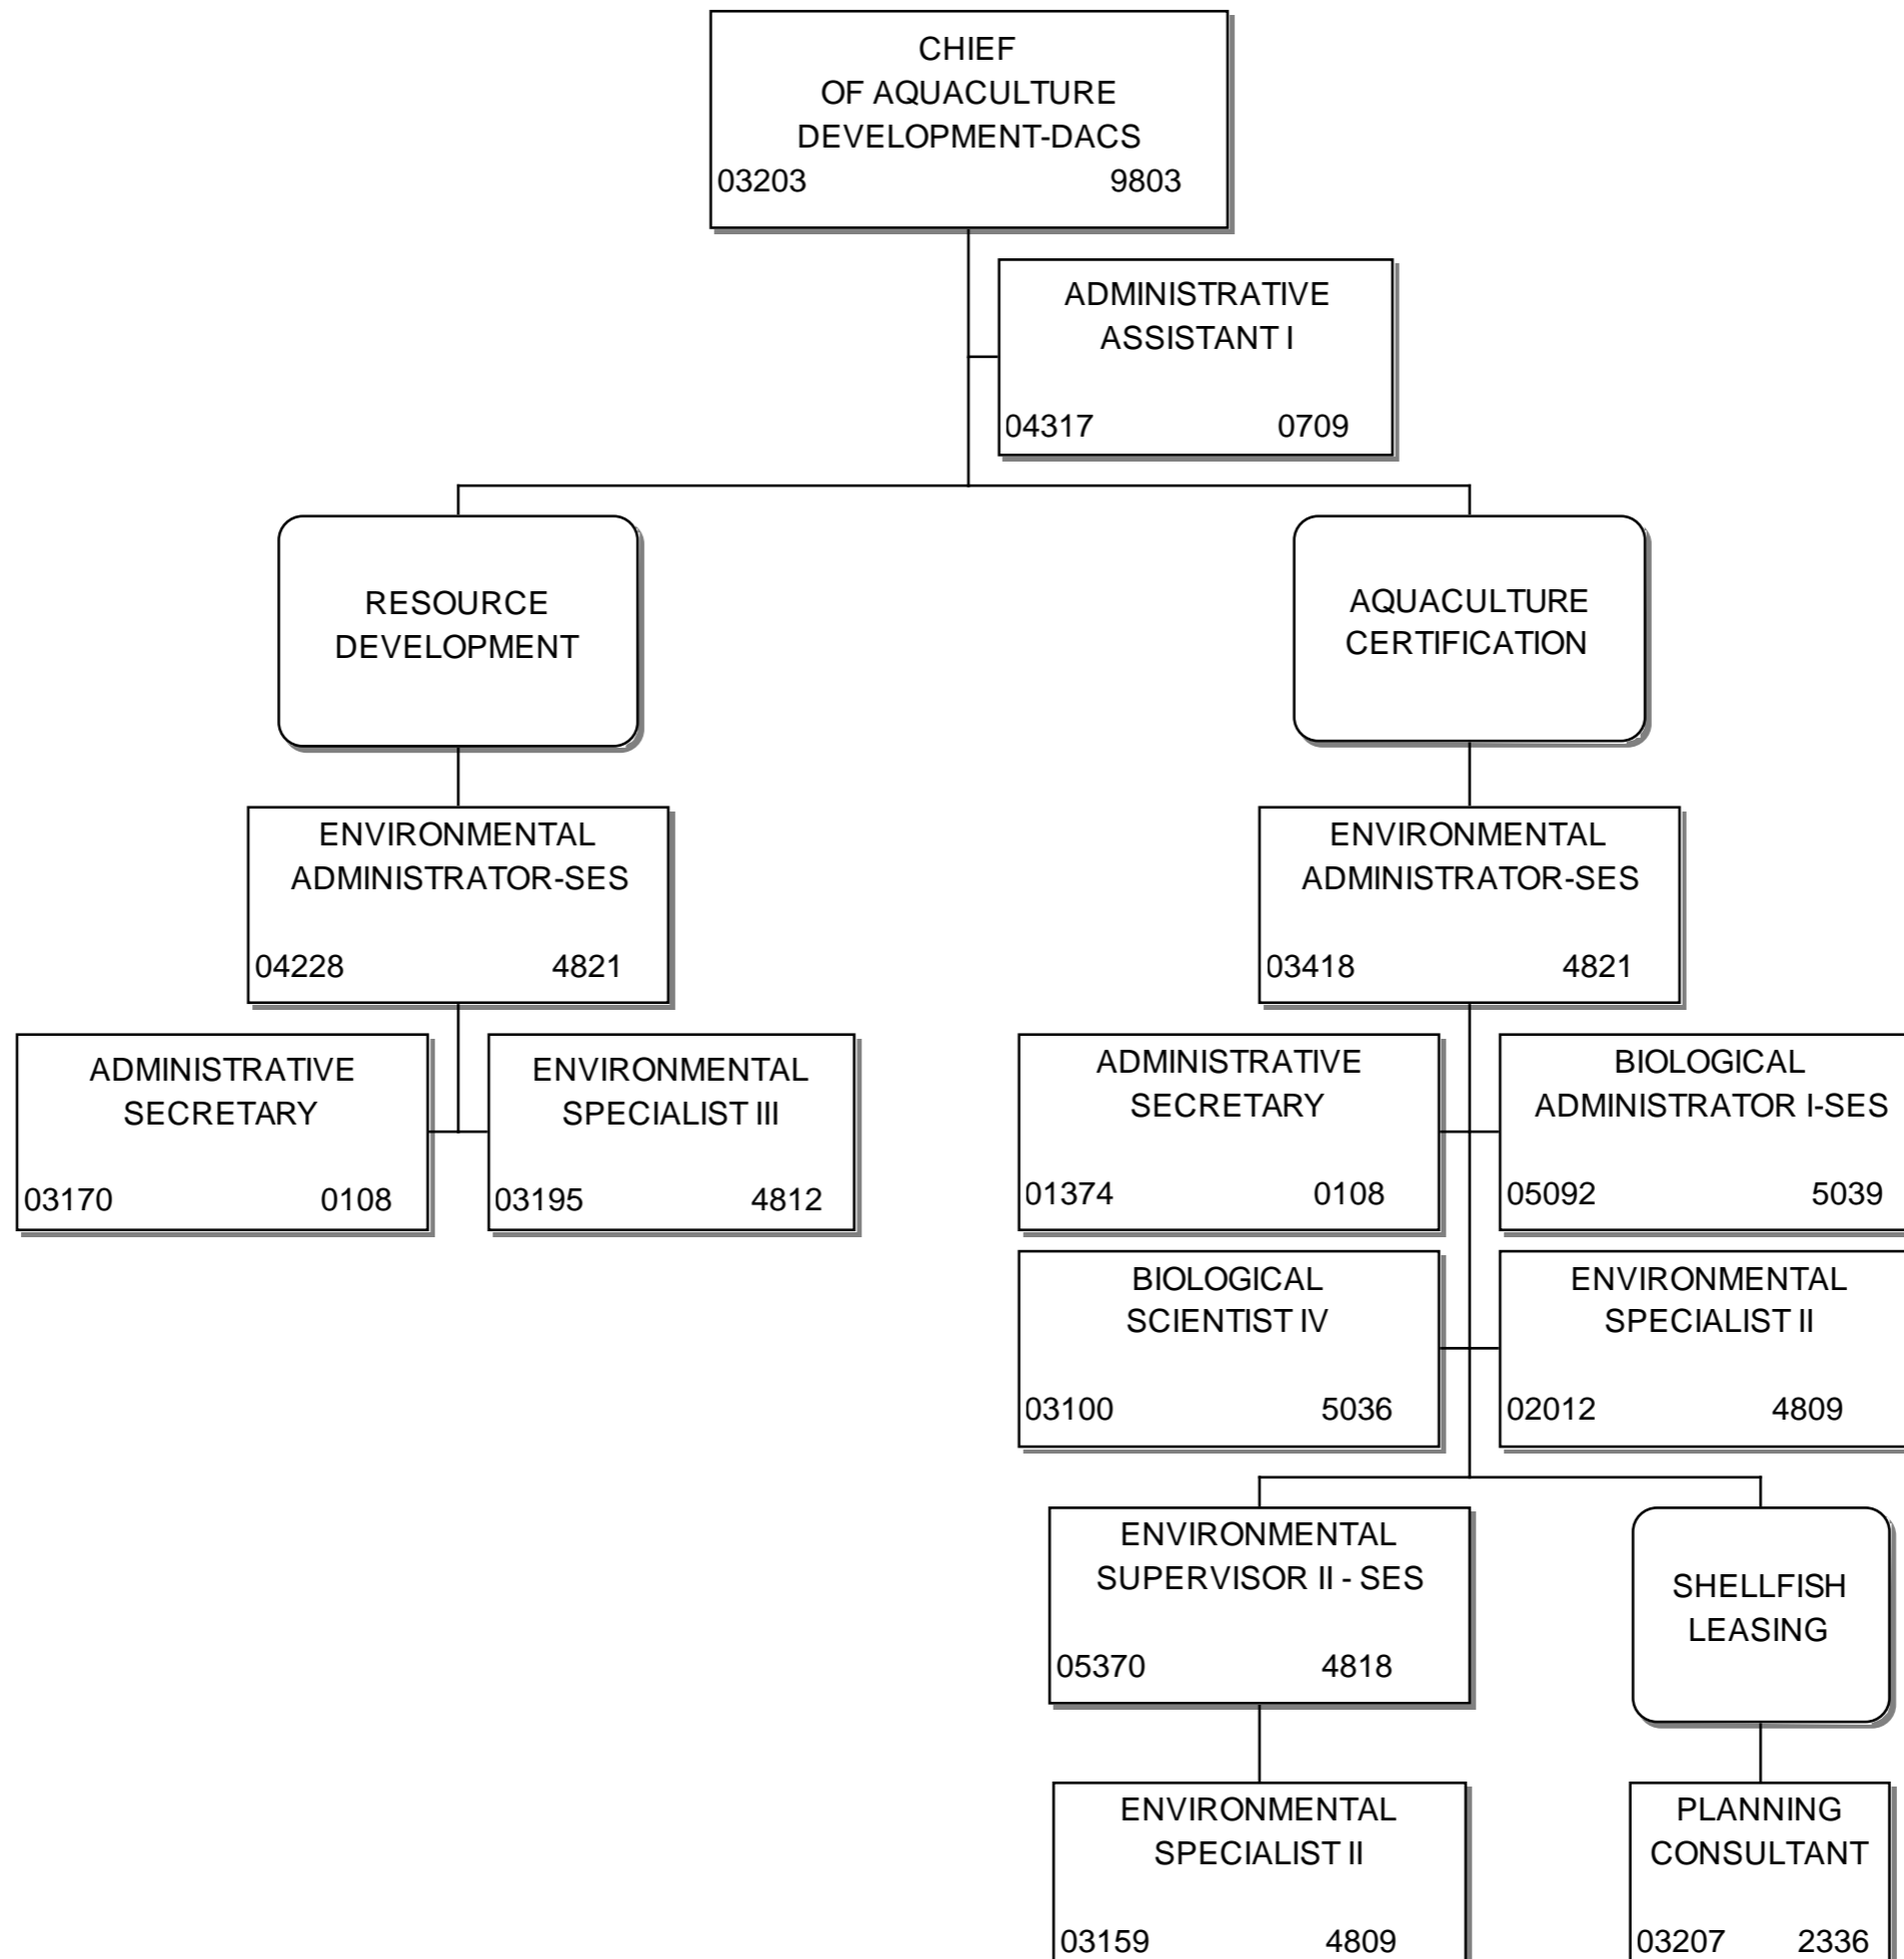 CHIEF
OF AQUACULTURE
DEVELOPMENT-DACS
03203 9803
ADMINISTRATIVE
ASSISTANT I
04317 0709
RESOURCE
DEVELOPMENT
AQUACULTURE
CERTIFICATION
ENVIRONMENTAL
ADMINISTRATOR-SES
04228 4821
ENVIRONMENTAL
ADMINISTRATOR-SES
03418 4821
ADMINISTRATIVE
SECRETARY
03170 0108
ENVIRONMENTAL
SPECIALIST III
03195 4812
ADMINISTRATIVE
SECRETARY
01374 0108
BIOLOGICAL
ADMINISTRATOR I-SES
05092 5039
BIOLOGICAL
SCIENTIST IV
03100 5036
ENVIRONMENTAL
SPECIALIST II
02012 4809
ENVIRONMENTAL
SUPERVISOR II - SES
05370 4818
SHELLFISH
LEASING
ENVIRONMENTAL
SPECIALIST II
03159 4809
PLANNING
CONSULTANT
03207 2336